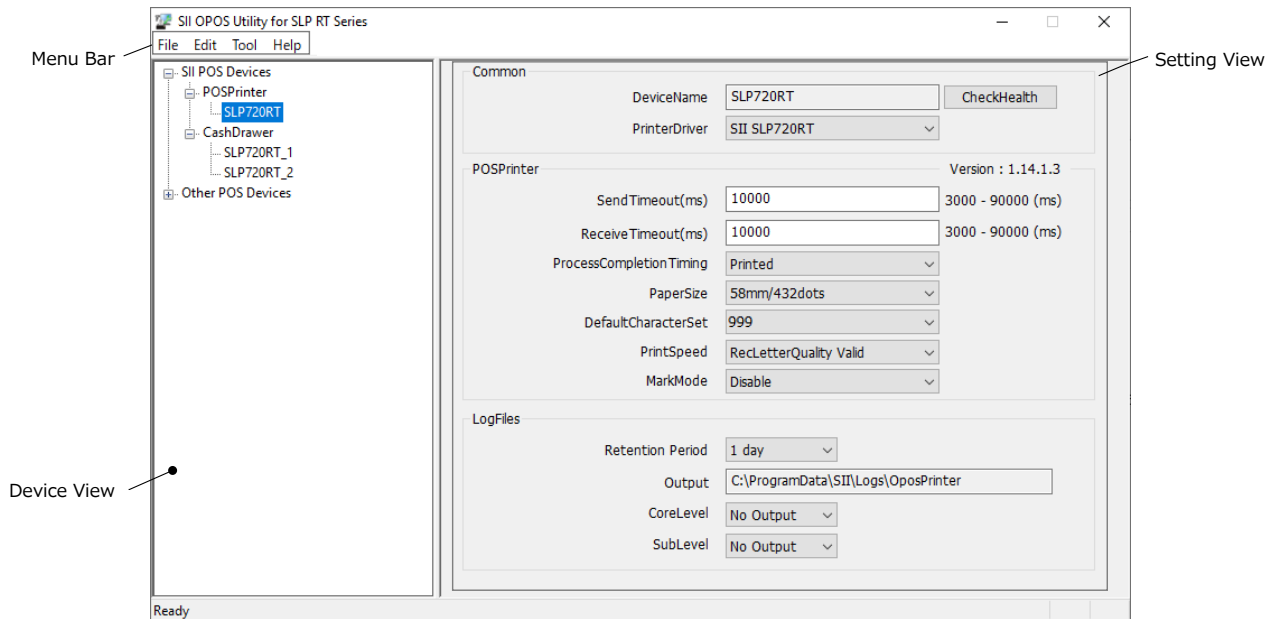 SII OPOS Utility for SLP RT Series
File Edit Tool Help
Menu Bar
Setting View
SII POS Devices
POSPrinter
SLP720RT
CashDrawer
SLP720RT_1
SLP720RT_2
Other POS Devices
Device View
Common
DeviceName SLP720RT CheckHealth
PrinterDriver SII SLP720RT
POSPrinter Version : 1.14.1.3
SendTimeout(ms) 10000 3000 - 90000 (ms)
ReceiveTimeout(ms) 10000 3000 - 90000 (ms)
ProcessCompletionTiming Printed
PaperSize 58mm/432dots
DefaultCharacterSet 999
PrintSpeed RecLetterQuality Valid
MarkMode Disable
LogFiles
Retention Period 1 day
Output C:\ProgramData\SII\Logs\OposPrinter
CoreLevel No Output
SubLevel No Output
Ready